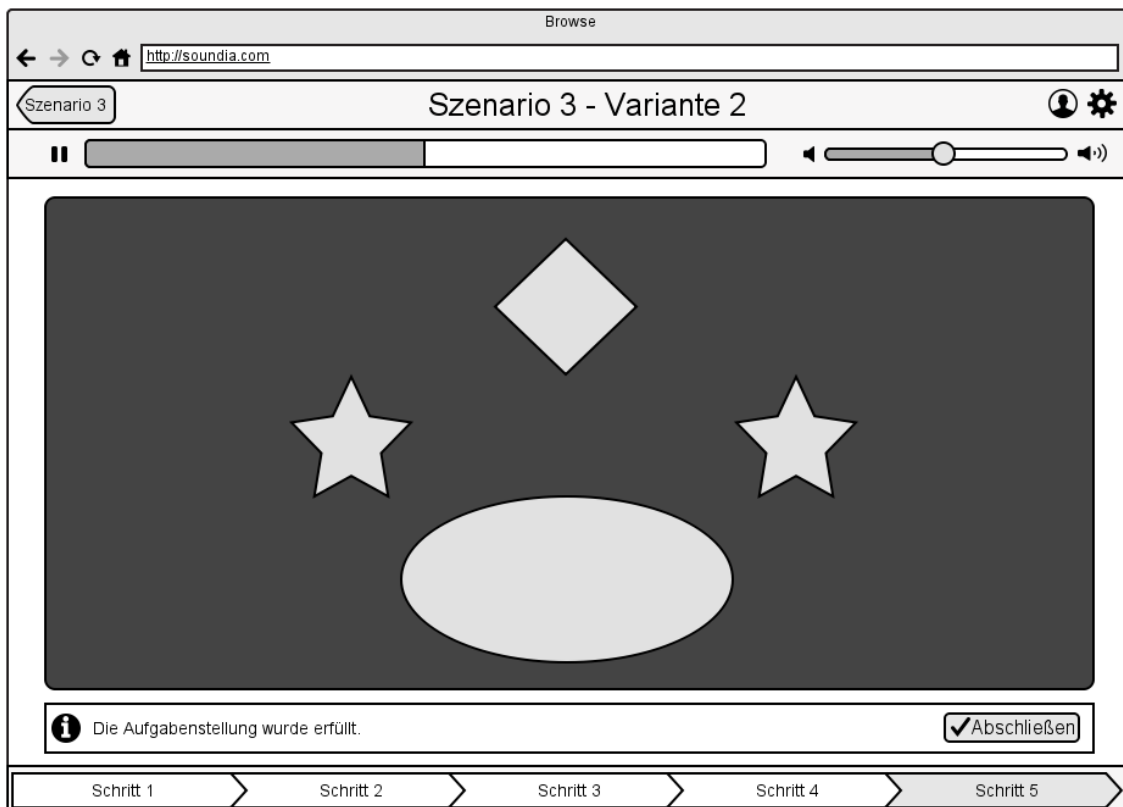 Browse
http://soundia.com
Szenario 3
Szenario 3 - Variante 2
Die Aufgabenstellung wurde erfüllt.
Abschließen
Schritt 1
Schritt 2
Schritt 3
Schritt 4
Schritt 5